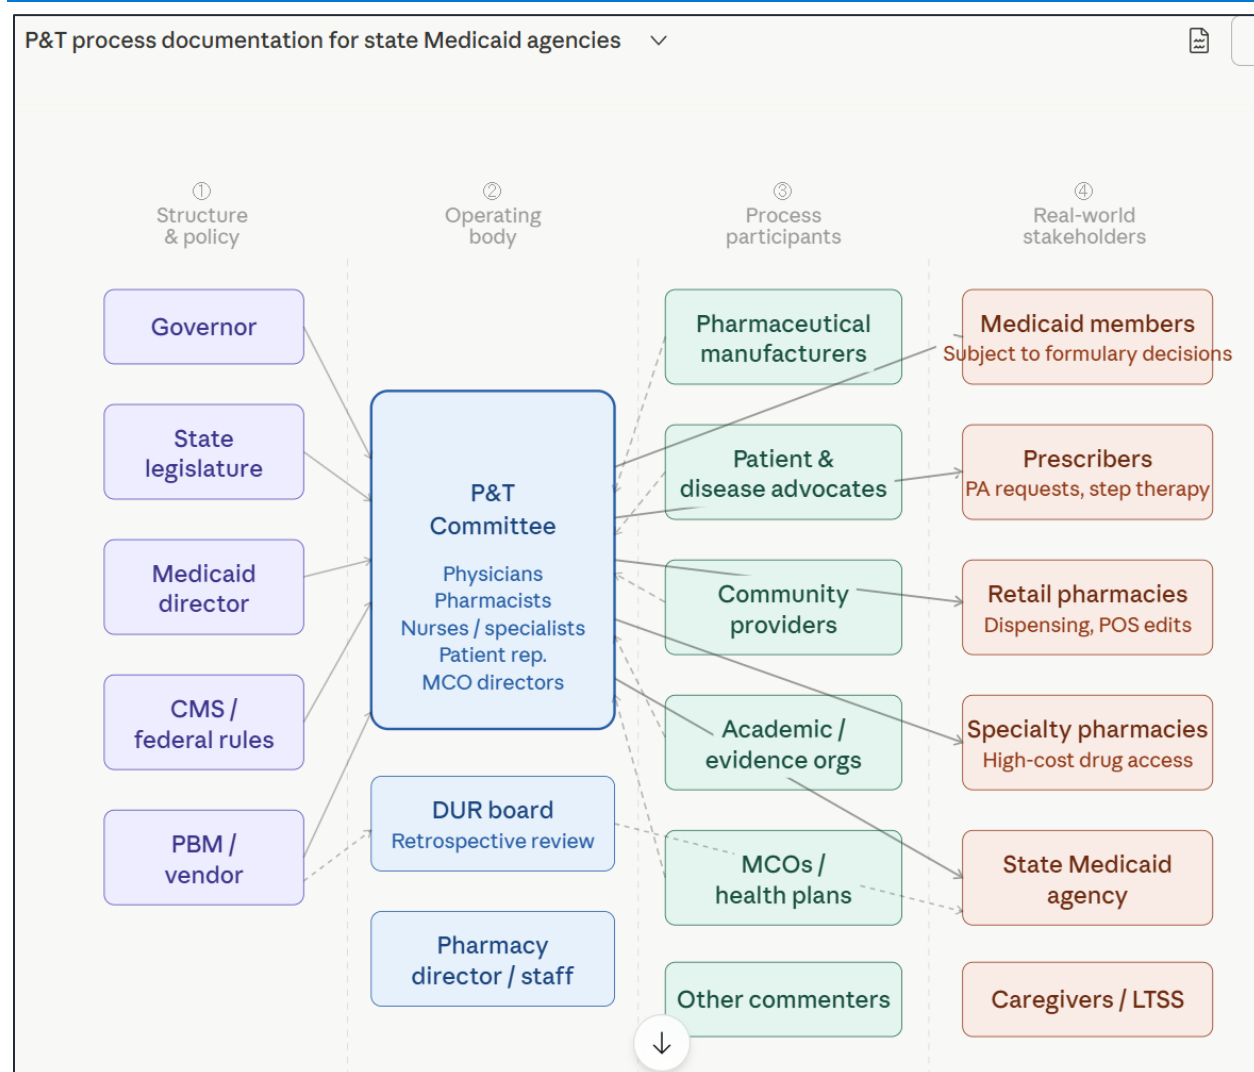 P&T process documentation for state Medicaid agencies
①
Structure
& policy
②
Operating
body
③
Process
participants
④
Real-world
stakeholders
Governor
State
legislature
Medicaid
director
CMS /
federal rules
PBM /
vendor
P&T
Committee
Physicians
Pharmacists
Nurses / specialists
Patient rep.
MCO directors
DUR board
Retrospective review
Pharmacy
director / staff
Pharmaceutical
manufacturers
Patient &
disease advocates
Community
providers
Academic /
evidence orgs
MCOs /
health plans
Other commenters
Medicaid members
Subject to formulary decisions
Prescribers
PA requests, step therapy
Retail pharmacies
Dispensing, POS edits
Specialty pharmacies
High-cost drug access
State Medicaid
agency
Caregivers / LTSS